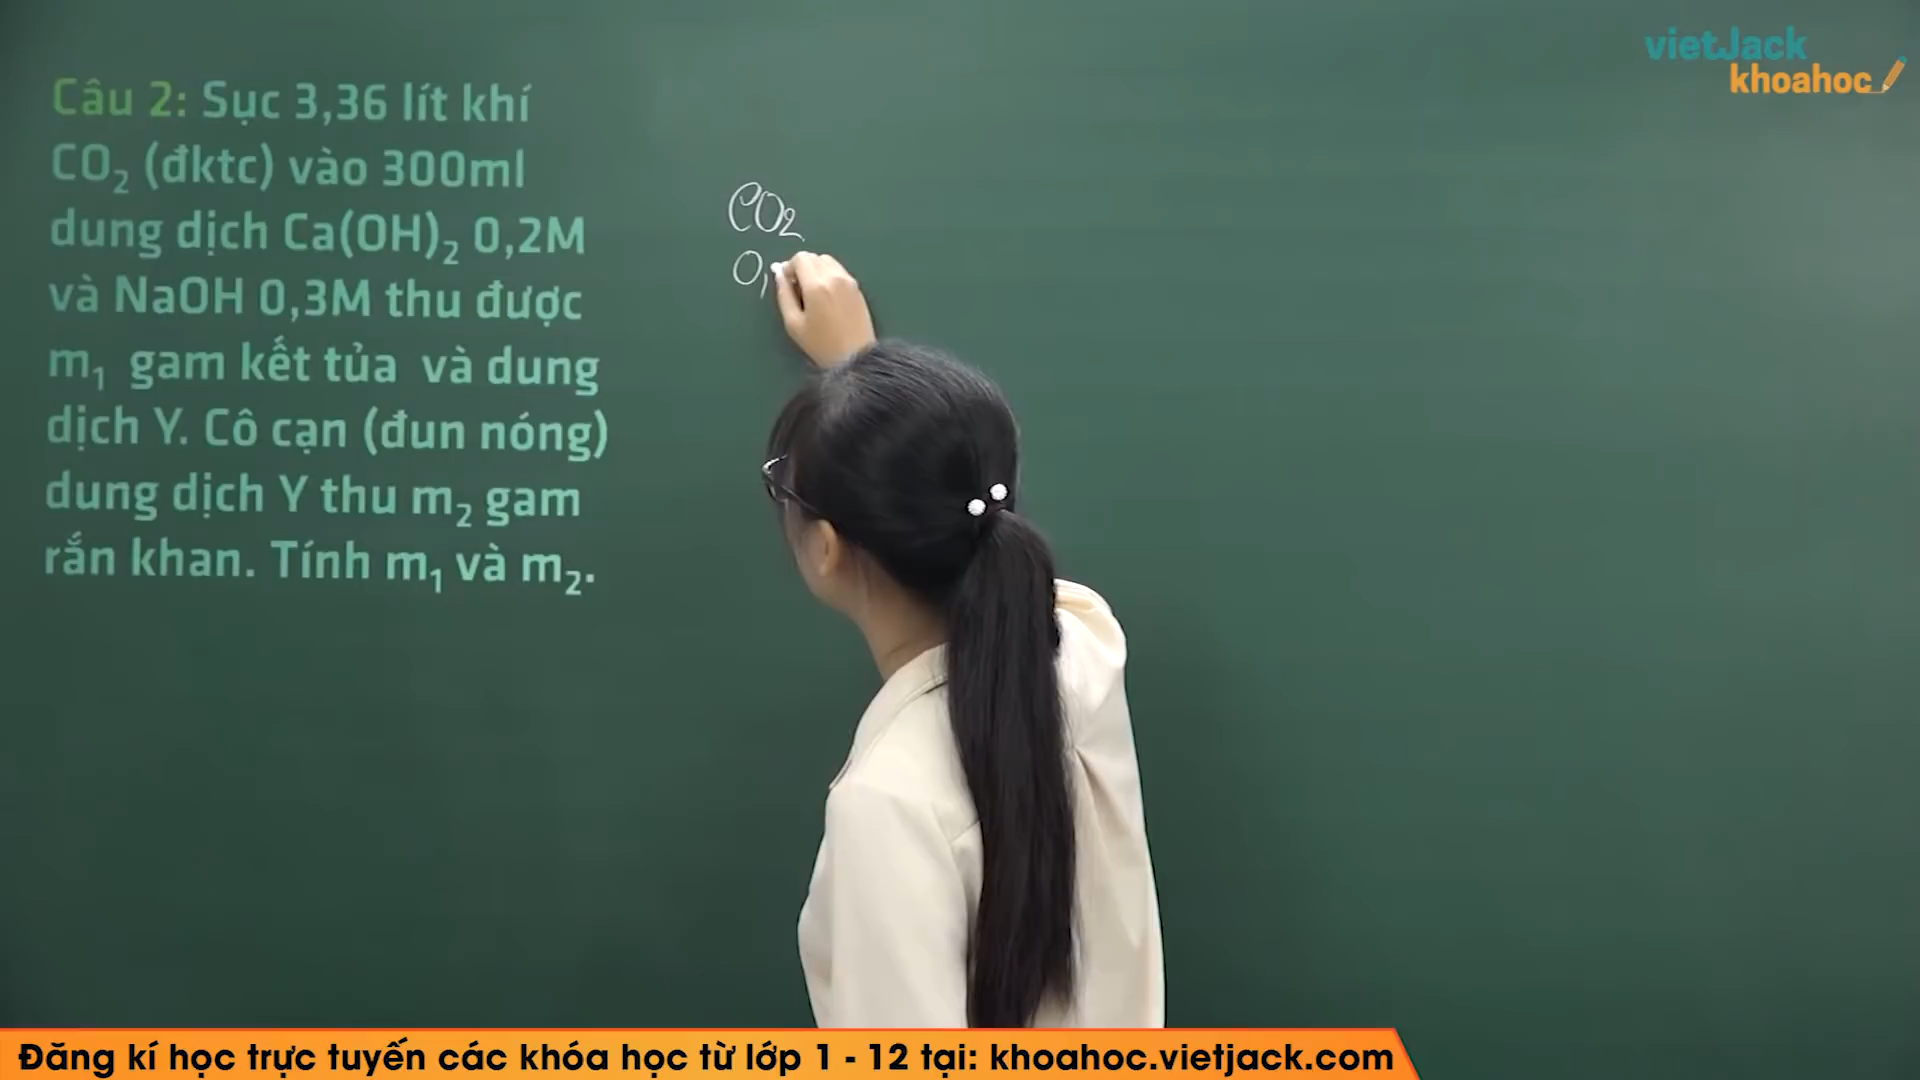 vietJack
khoahoc
Câu 2: Sục 3,36 lít khí
CO₂ (đktc) vào 300ml
dung dịch Ca(OH)₂ 0,2M
và NaOH 0,3M thu được
m₁ gam kết tủa và dung
dịch Y. Cô cạn (đun nóng)
dung dịch Y thu m₂ gam
rắn khan. Tính m₁ và m₂.
CO₂
0,
Đăng kí học trực tuyến các khóa học từ lớp 1 - 12 tại: khoahoc.vietjack.com